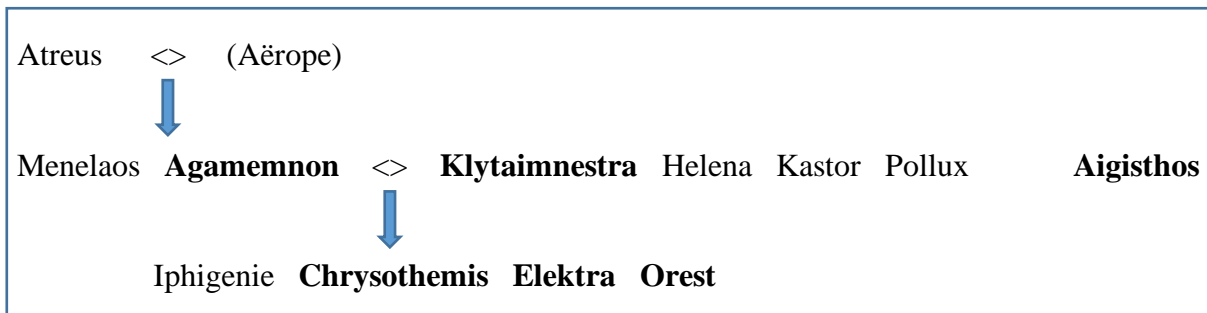 Atreus <> (Aërope)
Menelaos Agamemnon <> Klytaimnestra Helena Kastor Pollux Aigisthos
Iphigenie Chrysothemis Elektra Orest